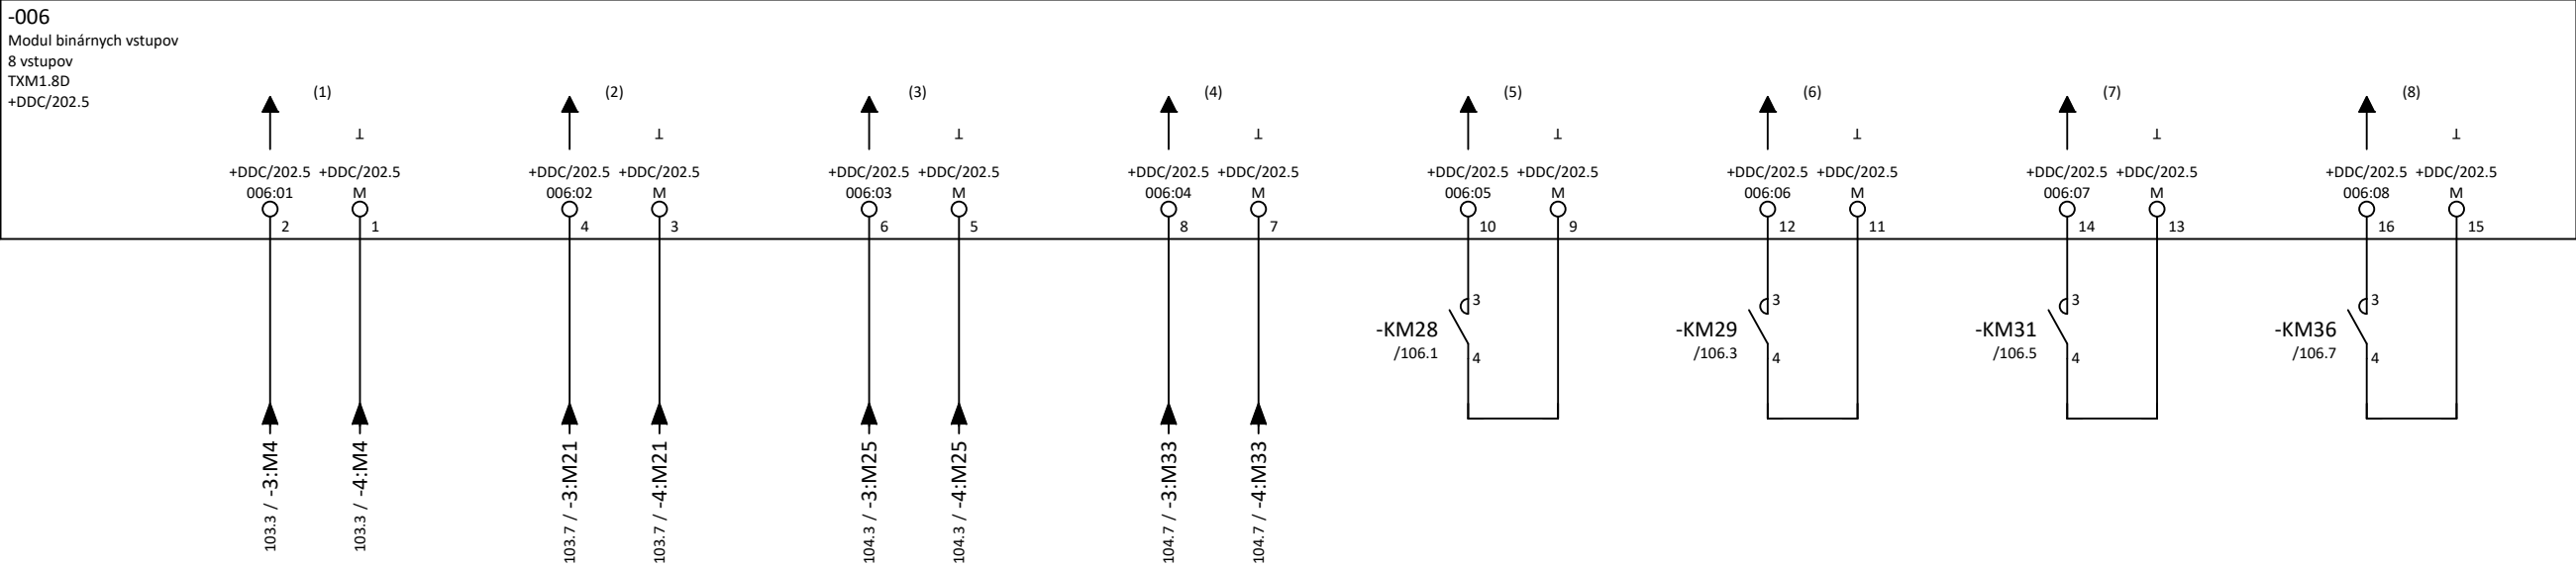 -006
Modul binárnych vstupov
8 vstupov
TXM1.8D
+DDC/202.5
(1) (2) (3) (4) (5) (6) (7) (8)
⊥ ⊥ ⊥ ⊥ ⊥ ⊥ ⊥ ⊥
+DDC/202.5 +DDC/202.5 +DDC/202.5 +DDC/202.5 +DDC/202.5 +DDC/202.5 +DDC/202.5 +DDC/202.5 +DDC/202.5 +DDC/202.5 +DDC/202.5 +DDC/202.5 +DDC/202.5 +DDC/202.5 +DDC/202.5 +DDC/202.5
006:01 M 006:02 M 006:03 M 006:04 M 006:05 M 006:06 M 006:07 M 006:08 M
2 1 4 3 6 5 8 7 10 9 12 11 14 13 16 15
3 3 3 3
-KM28 -KM29 -KM31 -KM36
/106.1 4 /106.3 4 /106.5 4 /106.7 4
103.3 / -3:M4
103.3 / -4:M4
103.7 / -3:M21
103.7 / -4:M21
104.3 / -3:M25
104.3 / -4:M25
104.7 / -3:M33
104.7 / -4:M33